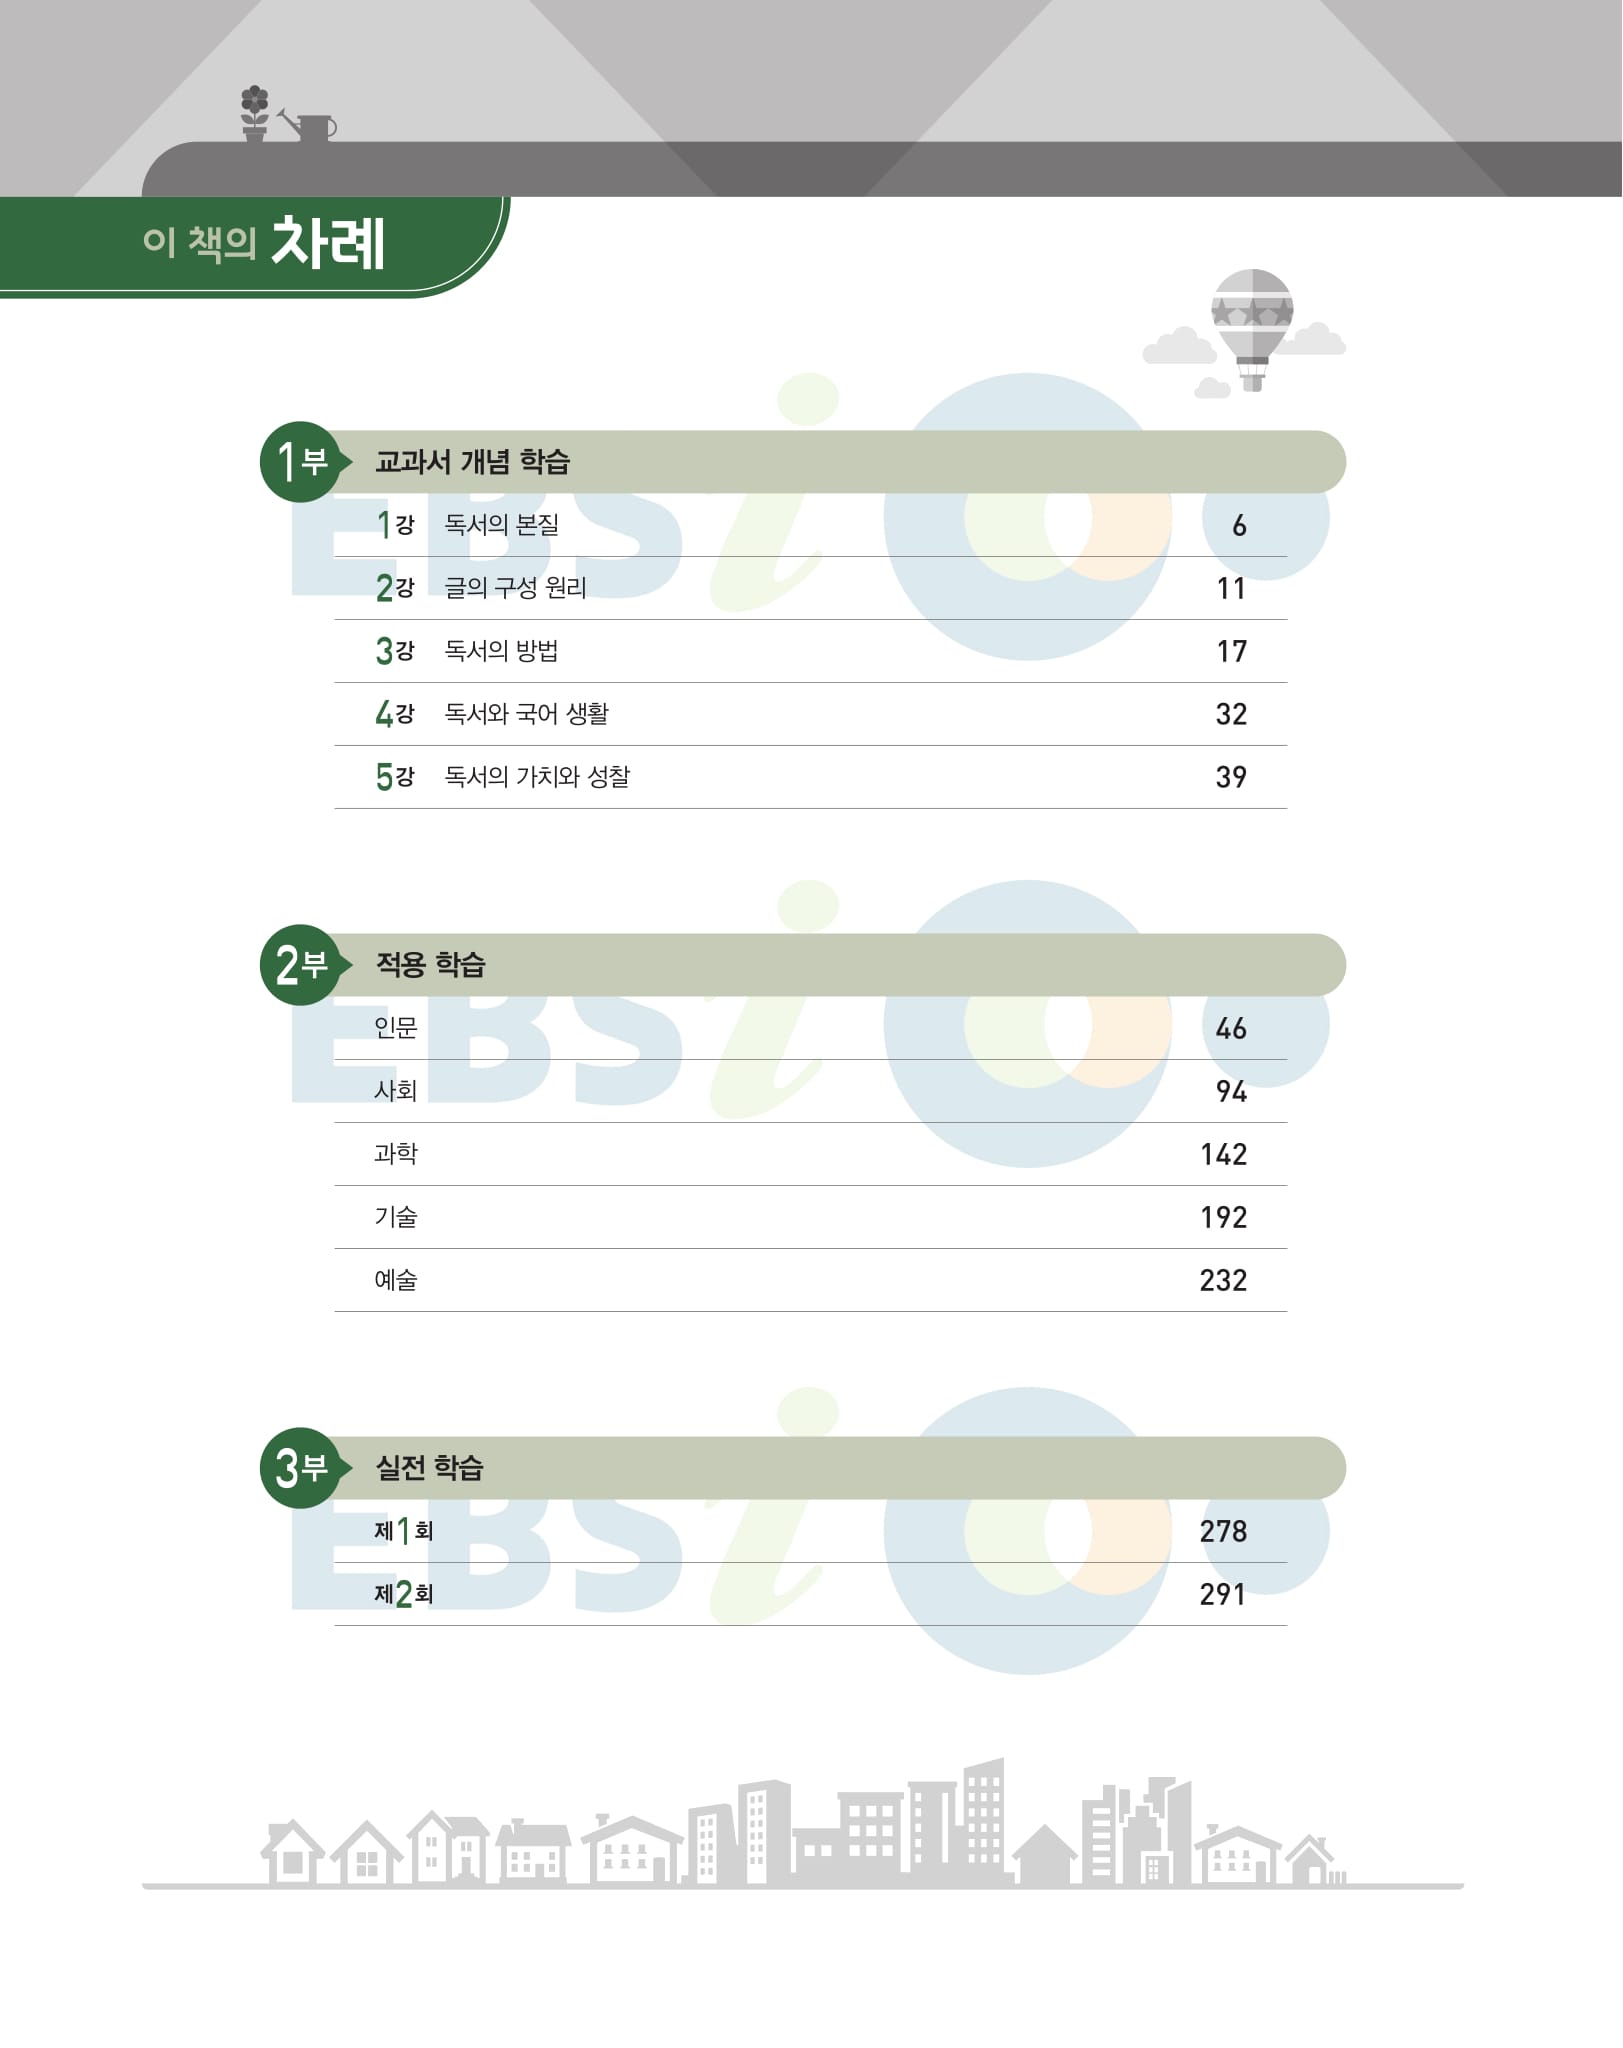 이 책의 차례
1부 교과서 개념 학습
1강 독서의 본질 6
2강 글의 구성 원리 11
3강 독서의 방법 17
4강 독서와 국어 생활 32
5강 독서의 가치와 성찰 39
2부 적용 학습
인문 46
사회 94
과학 142
기술 192
예술 232
3부 실전 학습
제1회 278
제2회 291
EBSi
EBSi
EBSi